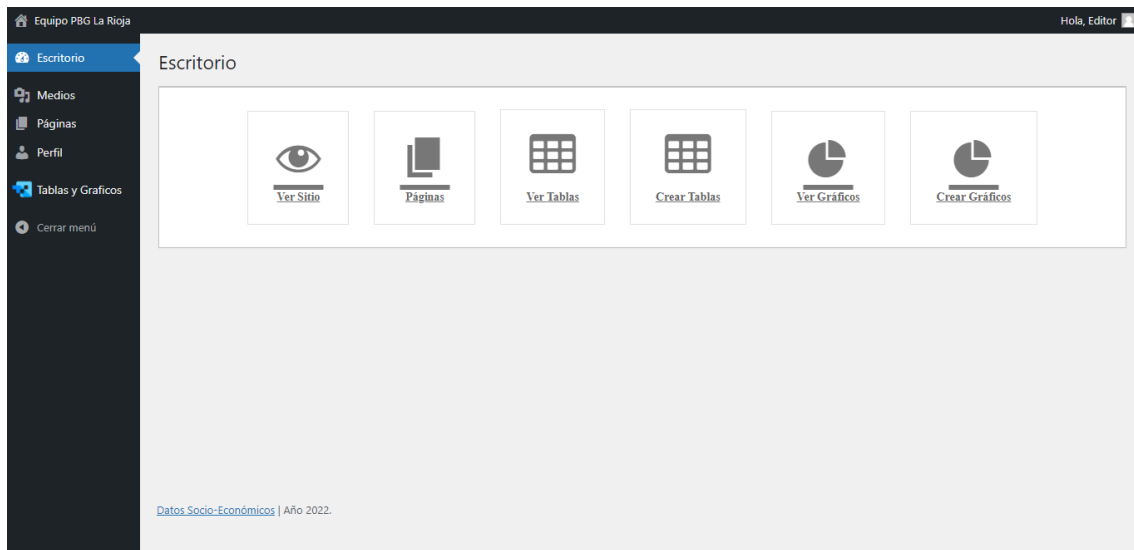 Equipo PBG La Rioja
Hola, Editor
Escritorio
Medios
Páginas
Perfil
Tablas y Graficos
Cerrar menú
Escritorio
Ver Sitio
Páginas
Ver Tablas
Crear Tablas
Ver Gráficos
Crear Gráficos
Datos Socio-Económicos | Año 2022.